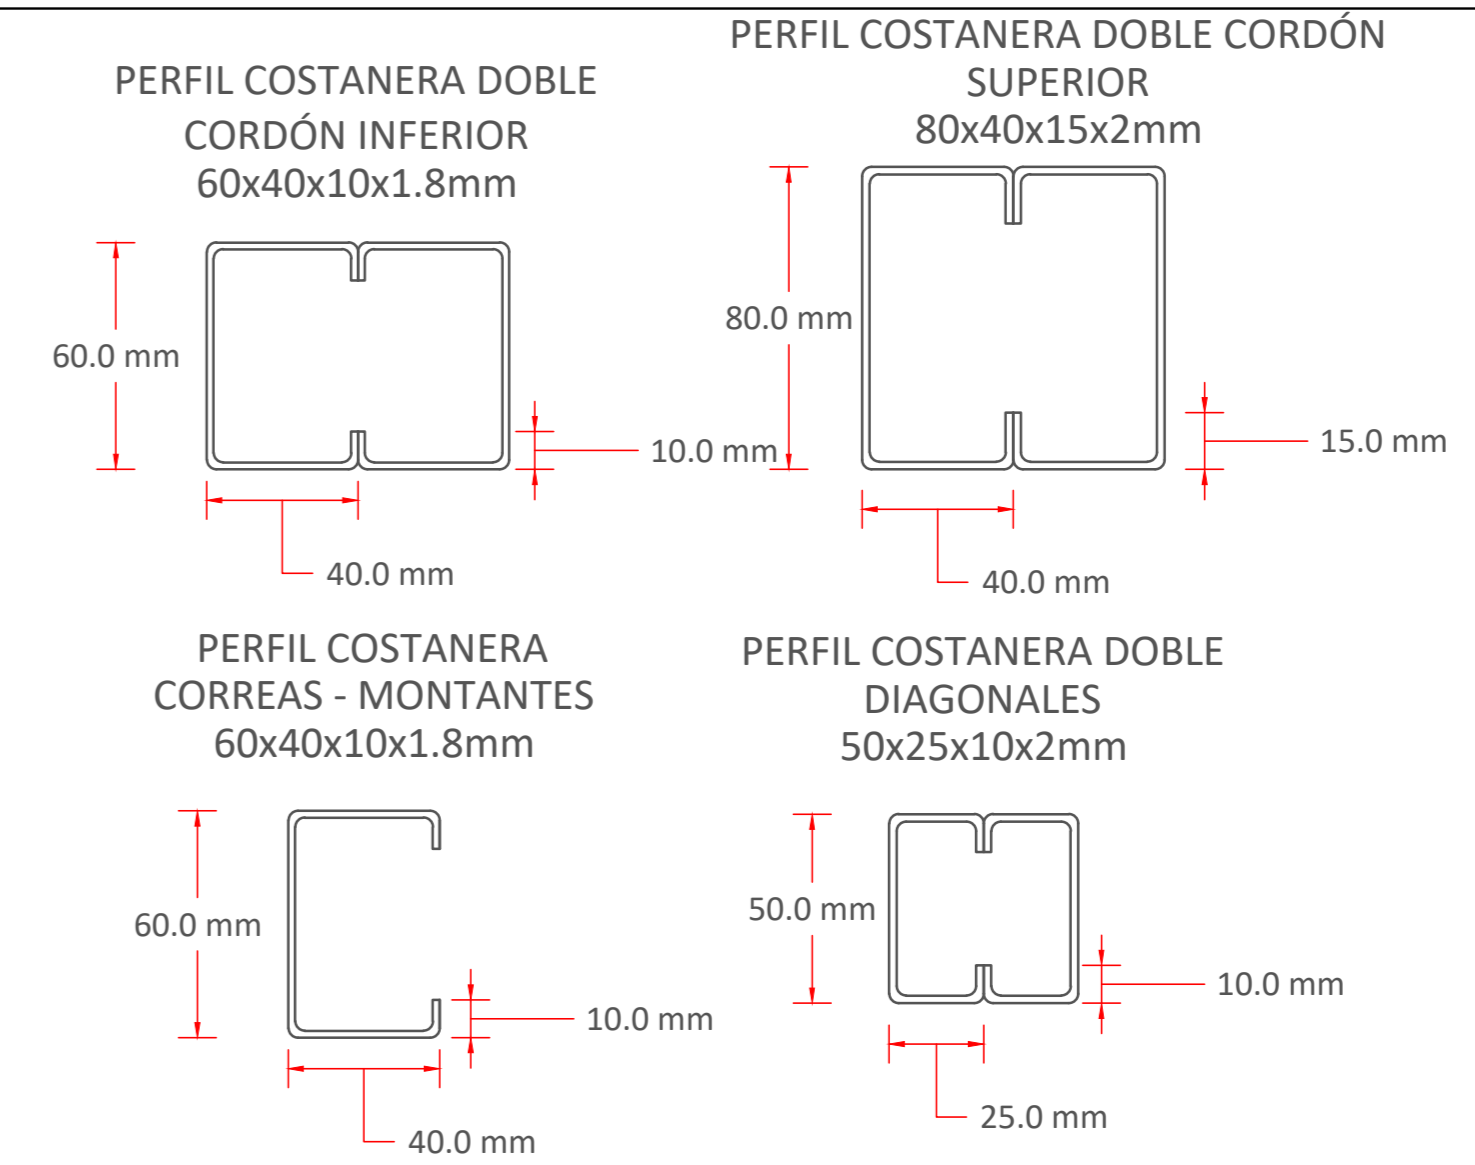 PERFIL COSTANERA DOBLE
CORDÓN INFERIOR
60x40x10x1.8mm
60.0 mm
10.0 mm
40.0 mm
PERFIL COSTANERA DOBLE CORDÓN
SUPERIOR
80x40x15x2mm
80.0 mm
15.0 mm
40.0 mm
PERFIL COSTANERA
CORREAS - MONTANTES
60x40x10x1.8mm
60.0 mm
10.0 mm
40.0 mm
PERFIL COSTANERA DOBLE
DIAGONALES
50x25x10x2mm
50.0 mm
10.0 mm
25.0 mm